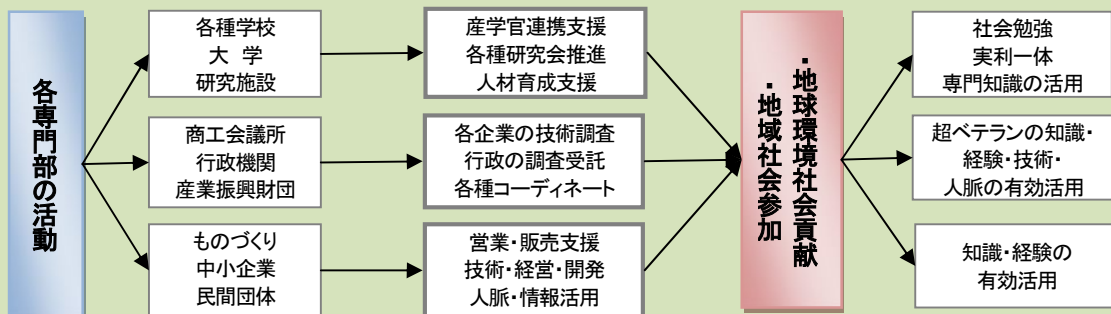 各専門部の活動
各種学校
大 学
研究施設
商工会議所
行政機関
産業振興財団
ものづくり
中小企業
民間団体
産学官連携支援
各種研究会推進
人材育成支援
各企業の技術調査
行政の調査受託
各種コーディネート
営業・販売支援
技術・経営・開発
人脈・情報活用
・地球環境社会貢献
・地域社会参加
社会勉強
実利一体
専門知識の活用
超ベテランの知識・
経験・技術・
人脈の有効活用
知識・経験の
有効活用